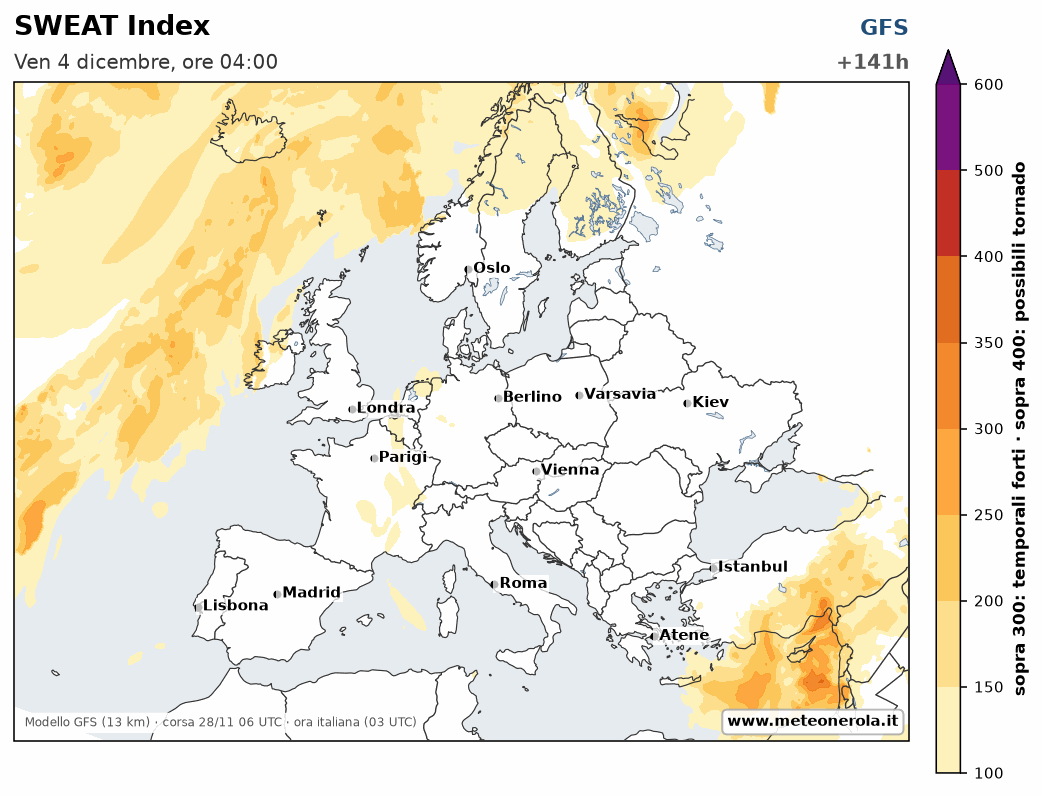 SWEAT Index
GFS
Ven 4 dicembre, ore 04:00
+141h
600
500
400
350
300
250
200
150
100
sopra 300: temporali forti · sopra 400: possibili tornado
Oslo
Berlino
Varsavia
Londra
Kiev
Parigi
Vienna
Istanbul
Roma
Madrid
Lisbona
Atene
Modello GFS (13 km) · corsa 28/11 06 UTC · ora italiana (03 UTC)
www.meteonerola.it